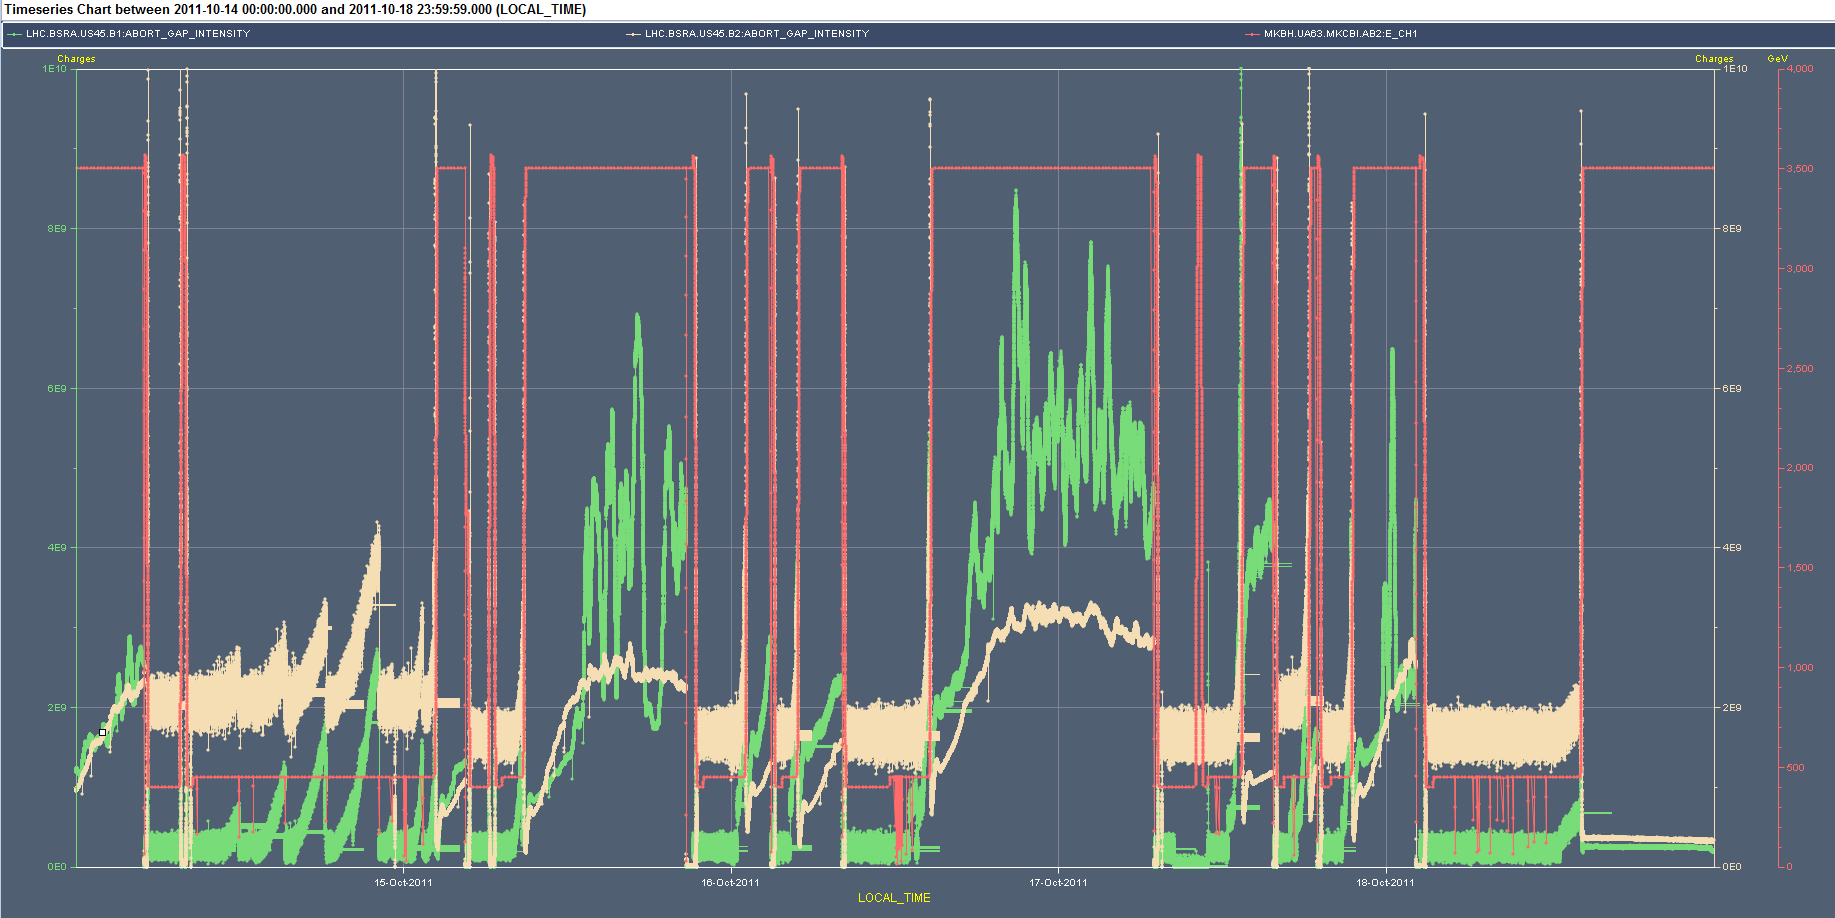 Timeseries Chart between 2011-10-14 00:00:00.000 and 2011-10-18 23:59:59.000 (LOCAL_TIME)
LHC.BSRA.US45.B1:ABORT_GAP_INTENSITY LHC.BSRA.US45.B2:ABORT_GAP_INTENSITY MKBH.UA63.MKCBI.AB2:E_CH1
Charges Charges GeV
1E10 1E10 4,000
3,500
8E9 8E9
3,000
2,500
6E9 6E9
2,000
4E9 4E9
1,500
1,000
2E9 2E9
500
0E0 0E0 0
15-Oct-2011 16-Oct-2011 17-Oct-2011 18-Oct-2011
LOCAL_TIME